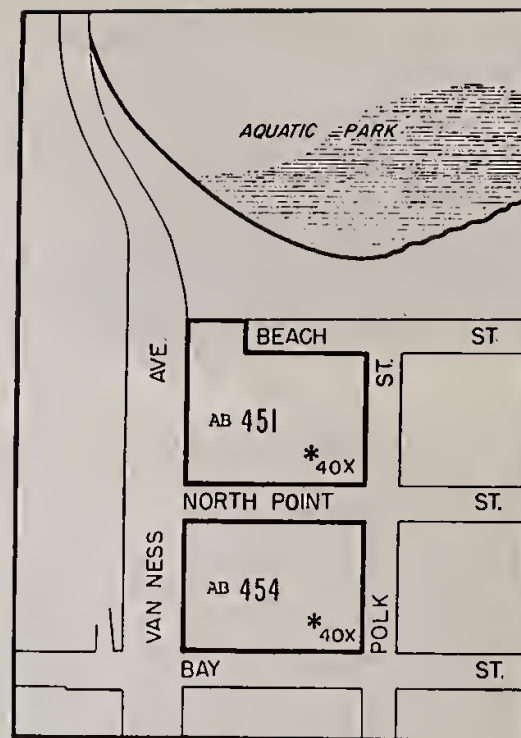 AQUATIC PARK
BEACH ST.
AVE.
ST.
AB 451
*40X
NORTH POINT ST.
VAN NESS
AB 454
*40X
POLK
BAY ST.